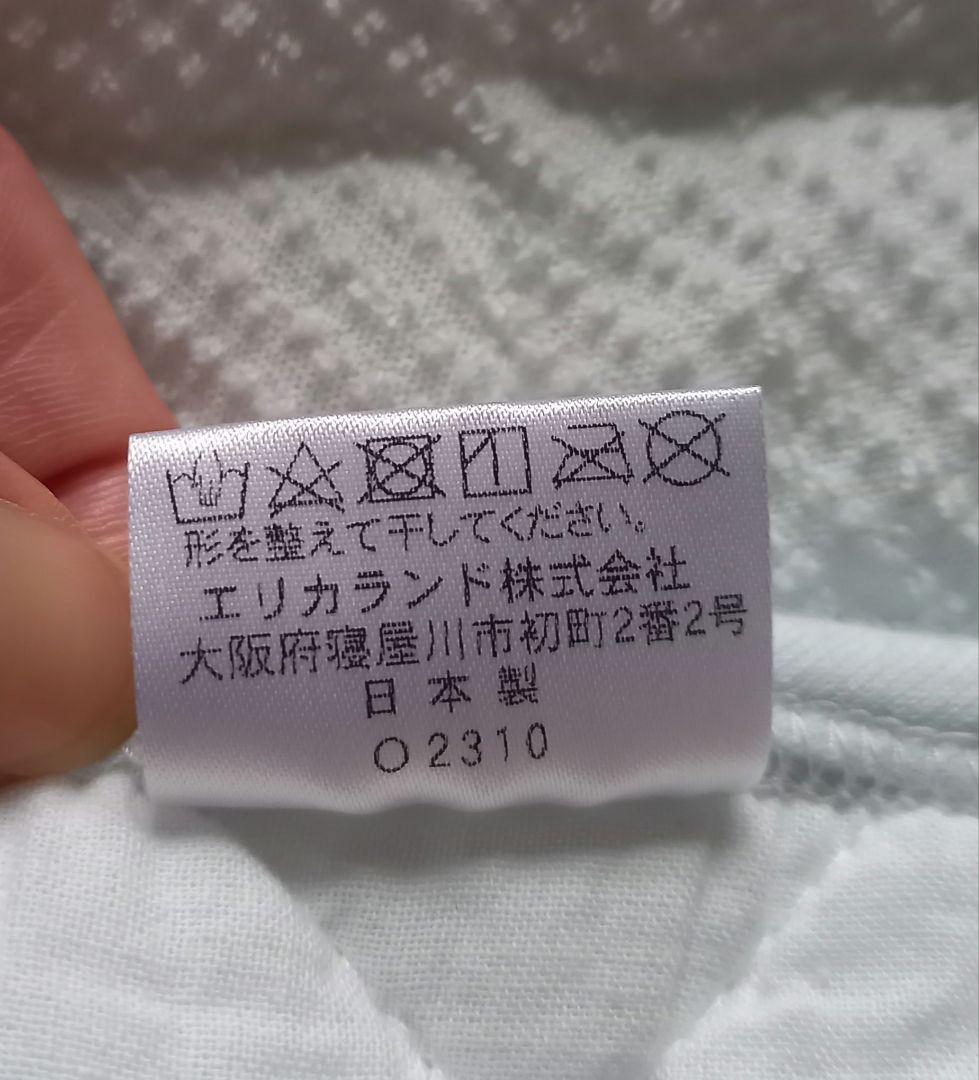 形を整えて干してください。
エリカランド株式会社
大阪府寝屋川市初町2番2号
日本製
○2310